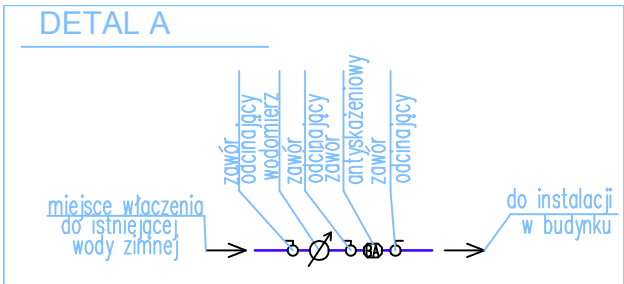 DETAL A
zawór
odcinający
wodomierz
zawór
odcinający
zawór
antyskażeniowy
zawór
odcinający
miejsce włączenia
do istniejącej
wody zimnej
BA
do instalacji
w budynku